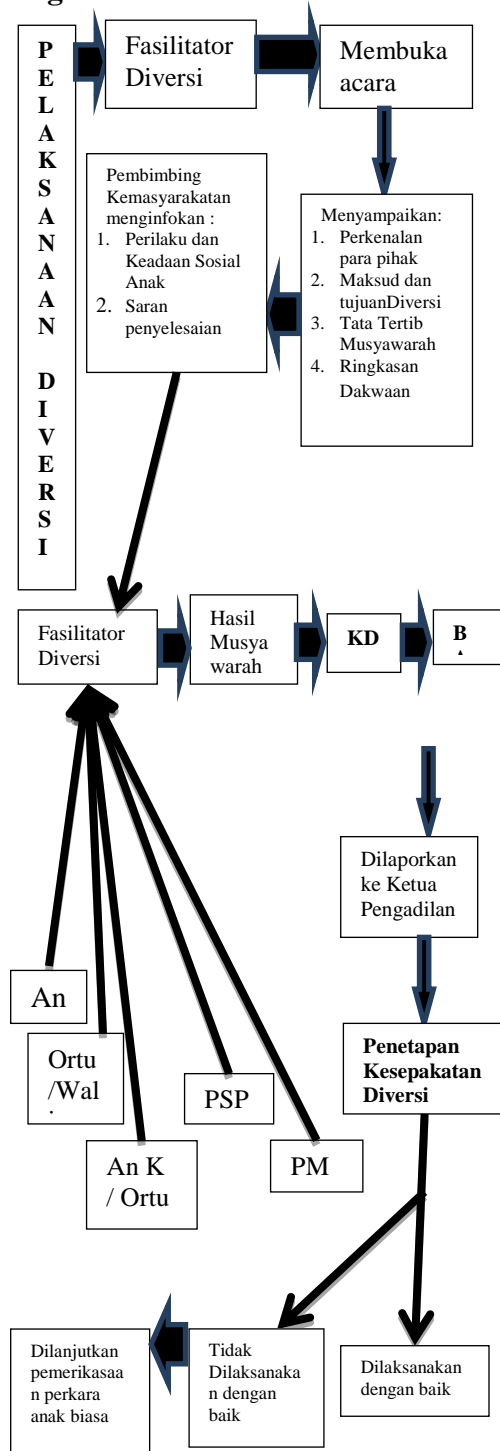 P
E
L
A
K
S
A
N
A
A
N
D
I
V
E
R
S
I
Fasilitator
Diversi
Membuka
acara
Pembimbing
Kemasyarakatan
menginfokan :
1. Perilaku dan
Keadaan Sosial
Anak
2. Saran
penyelesaian
Menyampaikan:
1. Perkenalan
para pihak
2. Maksud dan
tujuanDiversi
3. Tata Tertib
Musyawarah
4. Ringkasan
Dakwaan
Fasilitator
Diversi
Hasil
Musya
warah
KD
B
Dilaporkan
ke Ketua
Pengadilan
An
Ortu
/Wal
An K
/ Ortu
PSP
PM
Penetapan
Kesepakatan
Diversi
Dilanjutkan
pemerikasaa
n perkara
anak biasa
Tidak
Dilaksanaka
n dengan
baik
Dilaksanakan
dengan baik